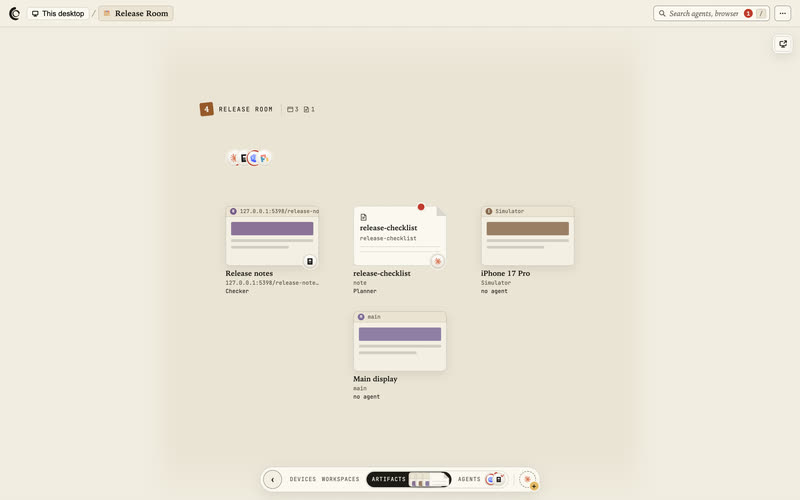 This desktop / Release Room
Search agents, browser 1 /
4 RELEASE ROOM 3 1
127.0.0.1:5398/release-no
release-checklist
release-checklist
Simulator
Release notes
127.0.0.1:5398/release-note…
Checker
release-checklist
note
Planner
iPhone 17 Pro
Simulator
no agent
main
Main display
main
no agent
DEVICES WORKSPACES ARTIFACTS AGENTS